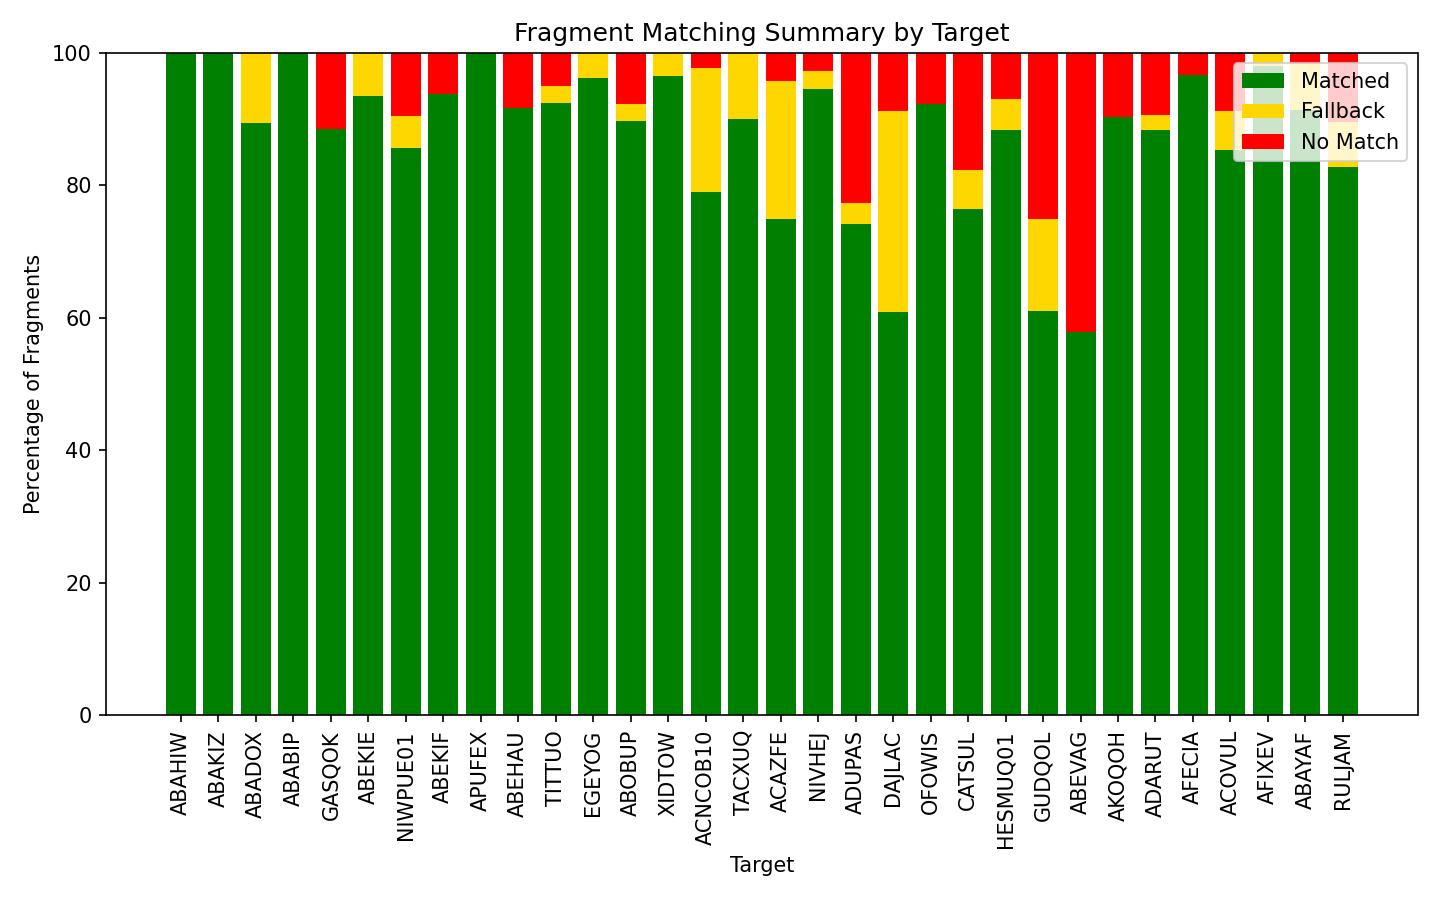 Fragment Matching Summary by Target
100
80
60
40
20
0
Percentage of Fragments
Matched
Fallback
No Match
ABAHIW
ABAKIZ
ABADOX
ABABIP
GASQOK
ABEKIE
NIWPUE01
ABEKIF
APUFEX
ABEHAU
TITTUO
EGEYOG
ABOBUP
XIDTOW
ACNCOB10
TACXUQ
ACAZFE
NIVHEJ
ADUPAS
DAJLAC
OFOWIS
CATSUL
HESMUQ01
GUDQOL
ABEVAG
AKOQOH
ADARUT
AFECIA
ACOVUL
AFIXEV
ABAYAF
RULJAM
Target